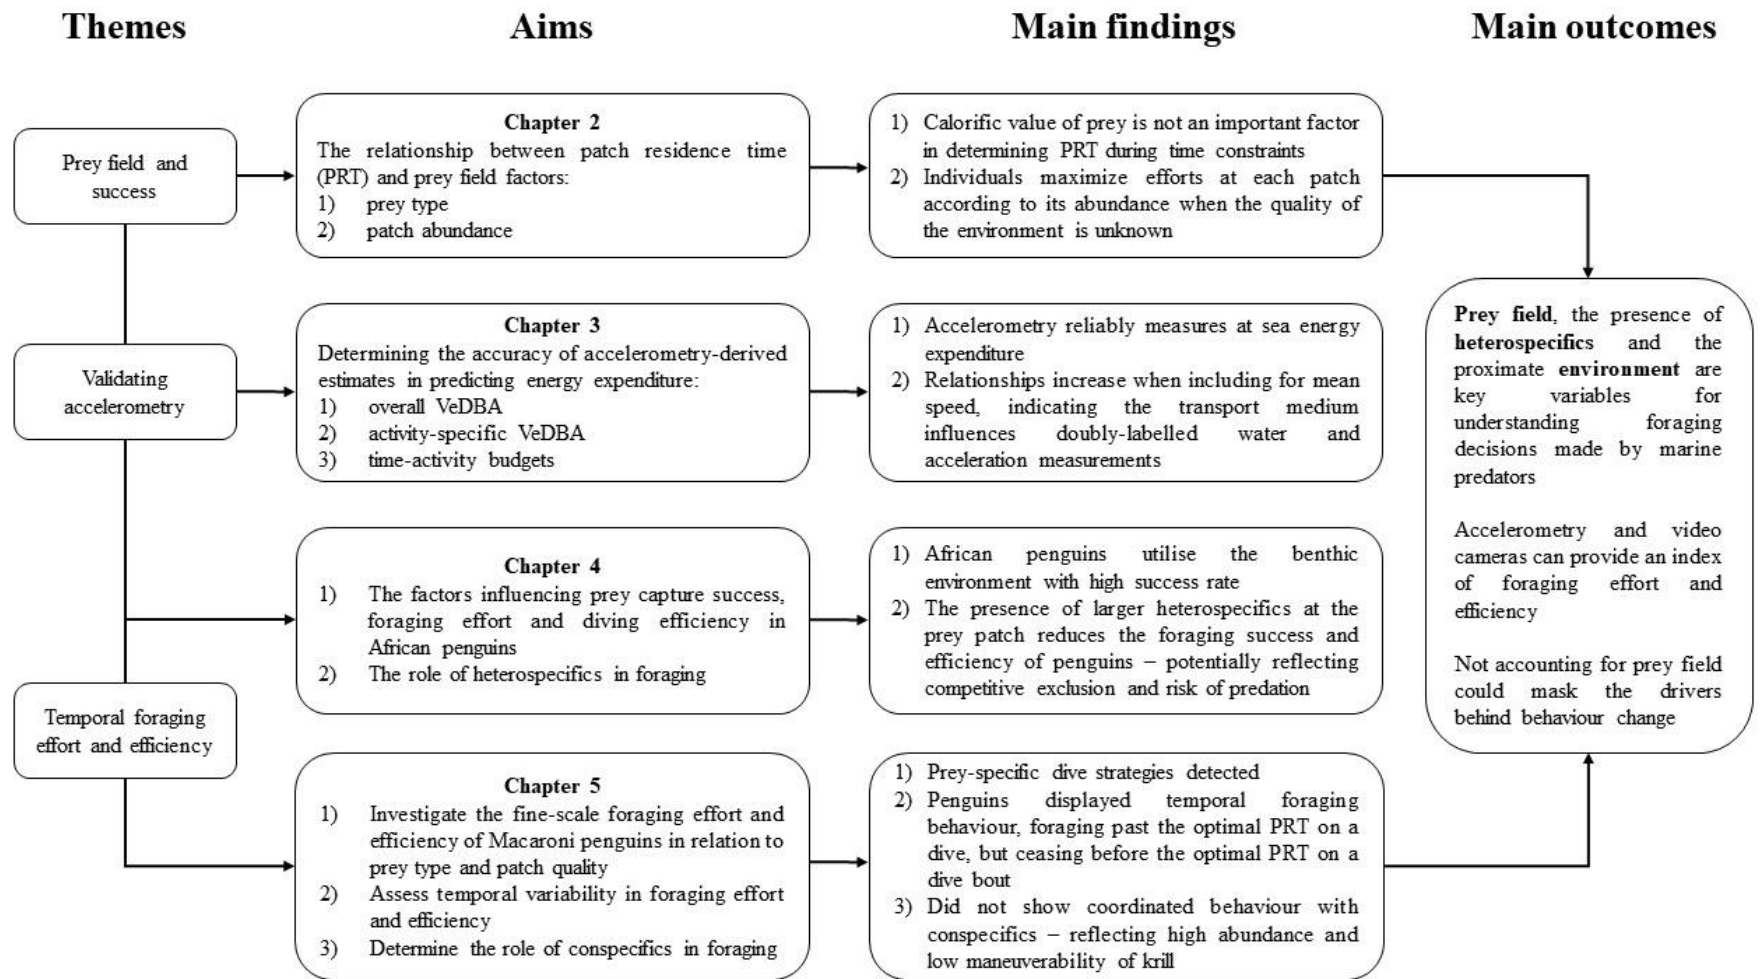 Themes
Aims
Main findings
Main outcomes
Prey field and
success
Validating
accelerometry
Temporal foraging
effort and efficiency
Chapter 2
The relationship between patch residence time
(PRT) and prey field factors:
1) prey type
2) patch abundance
Chapter 3
Determining the accuracy of accelerometry-derived
estimates in predicting energy expenditure:
1) overall VeDBA
2) activity-specific VeDBA
3) time-activity budgets
Chapter 4
1) The factors influencing prey capture success,
foraging effort and diving efficiency in
African penguins
2) The role of heterospecifics in foraging
Chapter 5
1) Investigate the fine-scale foraging effort and
efficiency of Macaroni penguins in relation to
prey type and patch quality
2) Assess temporal variability in foraging effort
and efficiency
3) Determine the role of conspecifics in foraging
1) Calorific value of prey is not an important factor
in determining PRT during time constraints
2) Individuals maximize efforts at each patch
according to its abundance when the quality of
the environment is unknown
1) Accelerometry reliably measures at sea energy
expenditure
2) Relationships increase when including for mean
speed, indicating the transport medium
influences doubly-labelled water and
acceleration measurements
1) African penguins utilise the benthic
environment with high success rate
2) The presence of larger heterospecifics at the
prey patch reduces the foraging success and
efficiency of penguins – potentially reflecting
competitive exclusion and risk of predation
1) Prey-specific dive strategies detected
2) Penguins displayed temporal foraging
behaviour, foraging past the optimal PRT on a
dive, but ceasing before the optimal PRT on a
dive bout
3) Did not show coordinated behaviour with
conspecifics – reflecting high abundance and
low maneuverability of krill
Prey field, the presence of
heterospecifics and the
proximate environment are
key variables for
understanding foraging
decisions made by marine
predators
Accelerometry and video
cameras can provide an index
of foraging effort and
efficiency
Not accounting for prey field
could mask the drivers
behind behaviour change